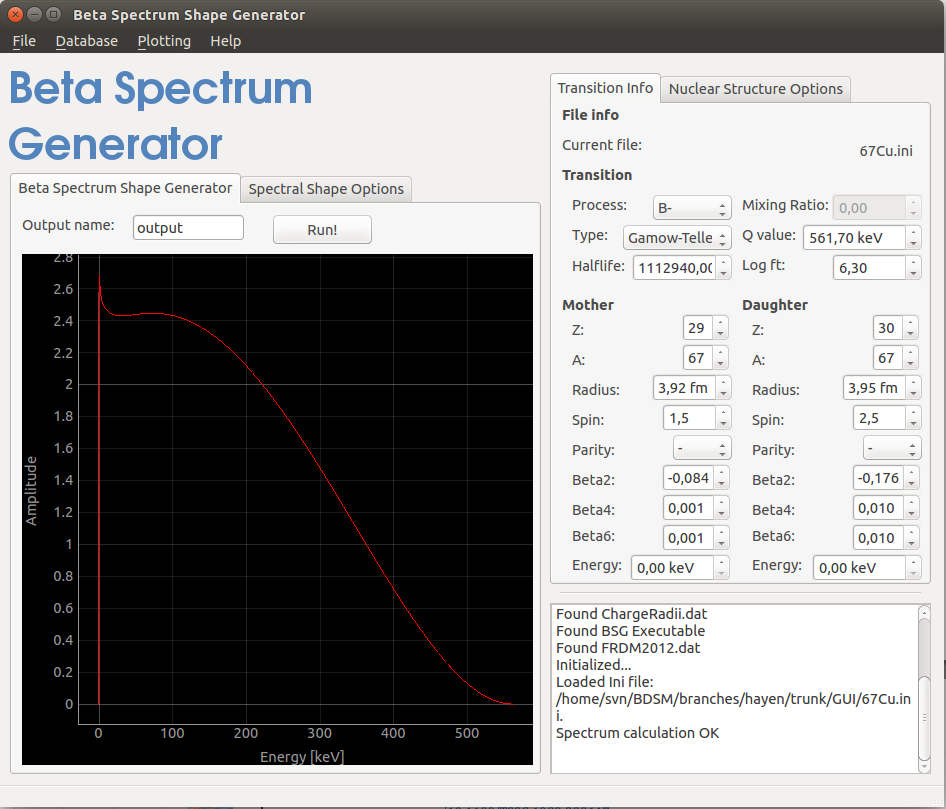 Beta Spectrum Shape Generator
File Database Plotting Help
Beta Spectrum
Generator
Beta Spectrum Shape Generator Spectral Shape Options
Output name: output Run!
2.8
2.6
2.4
2.2
2
1.8
1.6
1.4
1.2
1
0.8
0.6
0.4
0.2
0
Amplitude
0 100 200 300 400 500
Energy [keV]
Transition Info Nuclear Structure Options
File info
Current file: 67Cu.ini
Transition
Process: B- Mixing Ratio: 0,00
Type: Gamow-Telle Q value: 561,70 keV
Halflife: 1112940,00 Log ft: 6,30
Mother Daughter
Z: 29 Z: 30
A: 67 A: 67
Radius: 3,92 fm Radius: 3,95 fm
Spin: 1,5 Spin: 2,5
Parity: - Parity: -
Beta2: -0,084 Beta2: -0,176
Beta4: 0,001 Beta4: 0,010
Beta6: 0,001 Beta6: 0,010
Energy: 0,00 keV Energy: 0,00 keV
Found ChargeRadii.dat
Found BSG Executable
Found FRDM2012.dat
Initialized...
Loaded Ini file:
/home/svn/BDSM/branches/hayen/trunk/GUI/67Cu.in
i.
Spectrum calculation OK